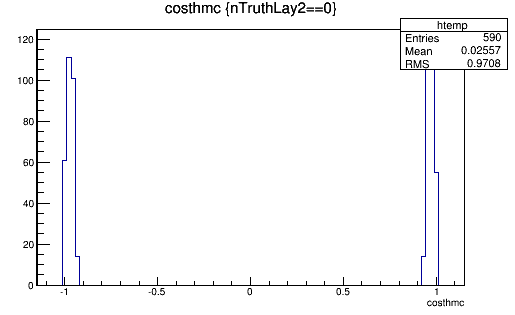 costhmc {nTruthLay2==0}
htemp
Entries 590
Mean 0.02557
RMS 0.9708
120
100
80
60
40
20
0
-1 -0.5 0 0.5 1
costhmc